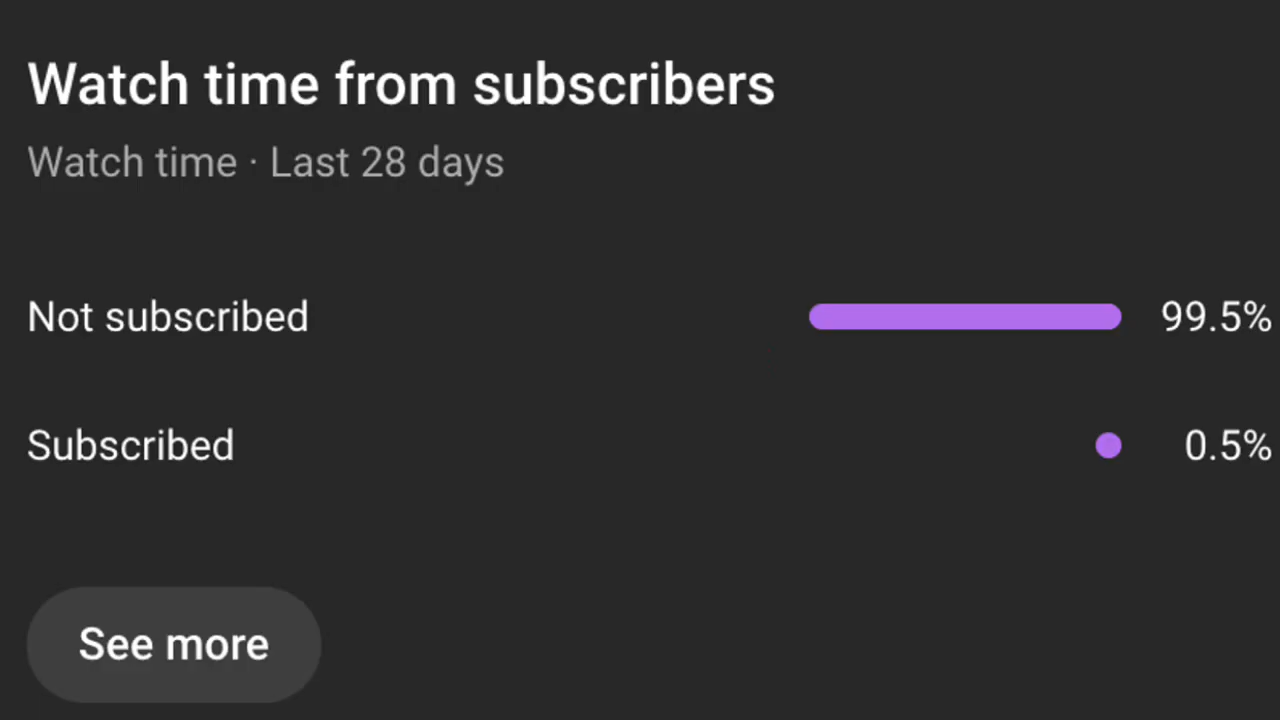 Watch time from subscribers
Watch time · Last 28 days
Not subscribed 99.5%
Subscribed 0.5%
See more